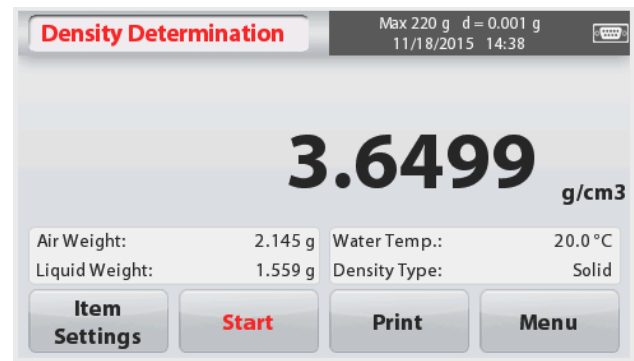 Density Determination
Max 220 g d = 0.001 g
11/18/2015 14:38
3.6499
g/cm3
Air Weight: 2.145 g
Water Temp.: 20.0 °C
Liquid Weight: 1.559 g
Density Type: Solid
Item
Settings
Start
Print
Menu